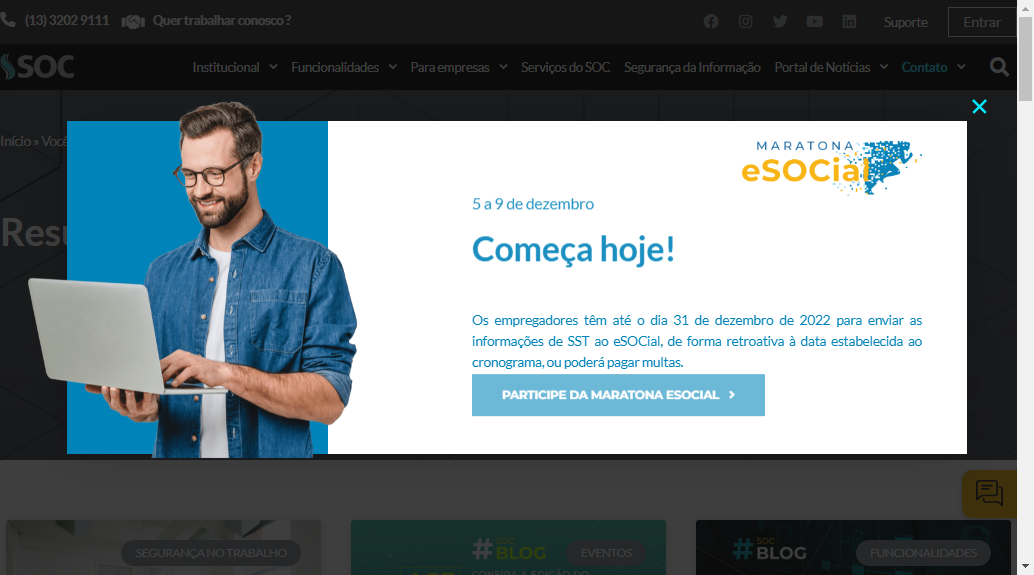 (13) 3202 9111 Quer trabalhar conosco ? Suporte Entrar
SOC Institucional Funcionalidades Para empresas Serviços do SOC Segurança da Informação Portal de Notícias Contato
Início » Você
Resu
MARATONA
eSOCial
5 a 9 de dezembro
Começa hoje!
Os empregadores têm até o dia 31 de dezembro de 2022 para enviar as
informações de SST ao eSOCial, de forma retroativa à data estabelecida ao
cronograma, ou poderá pagar multas.
PARTICIPE DA MARATONA ESOCIAL
SEGURANÇA NO TRABALHO
#SOC BLOG
EVENTOS
CONFIRA A EDIÇÃO DO
#SOC BLOG
FUNCIONALIDADES